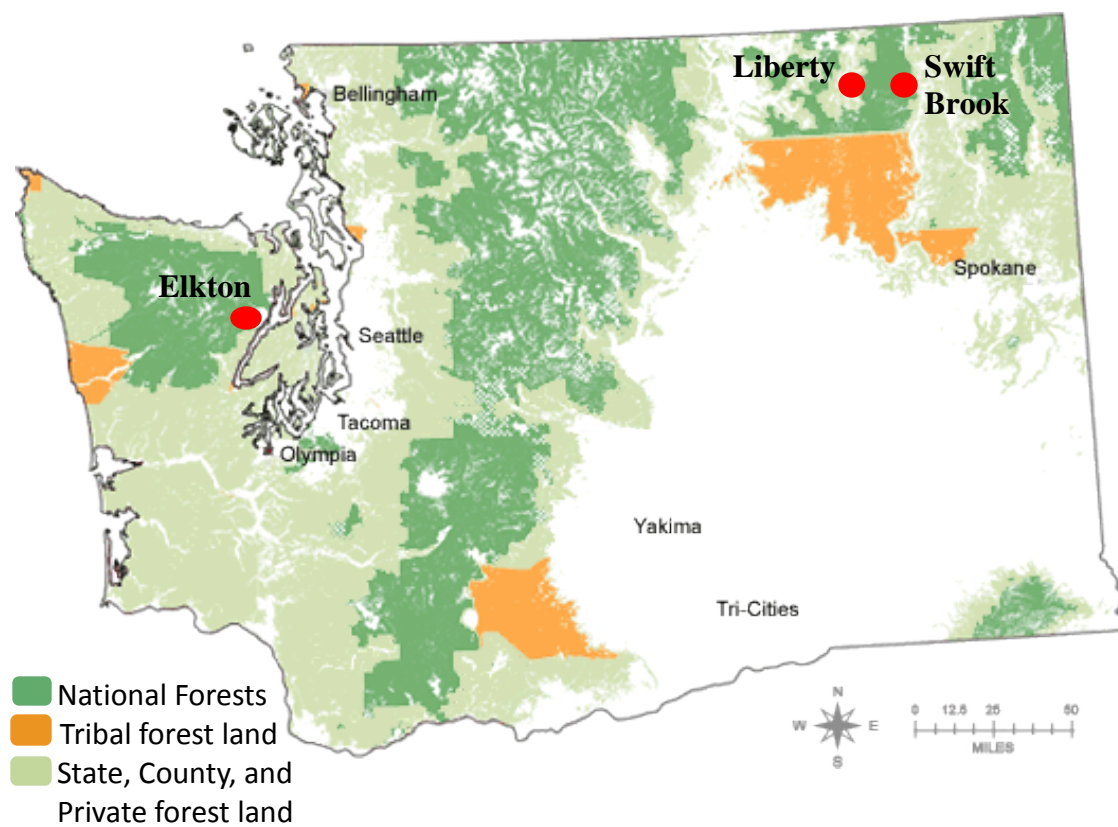 Liberty
Swift
Brook
Bellingham
Elkton
Spokane
Seattle
Tacoma
Olympia
Yakima
Tri-Cities
National Forests
Tribal forest land
State, County, and
Private forest land
N
W E
S
0 12.5 25 50
MILES